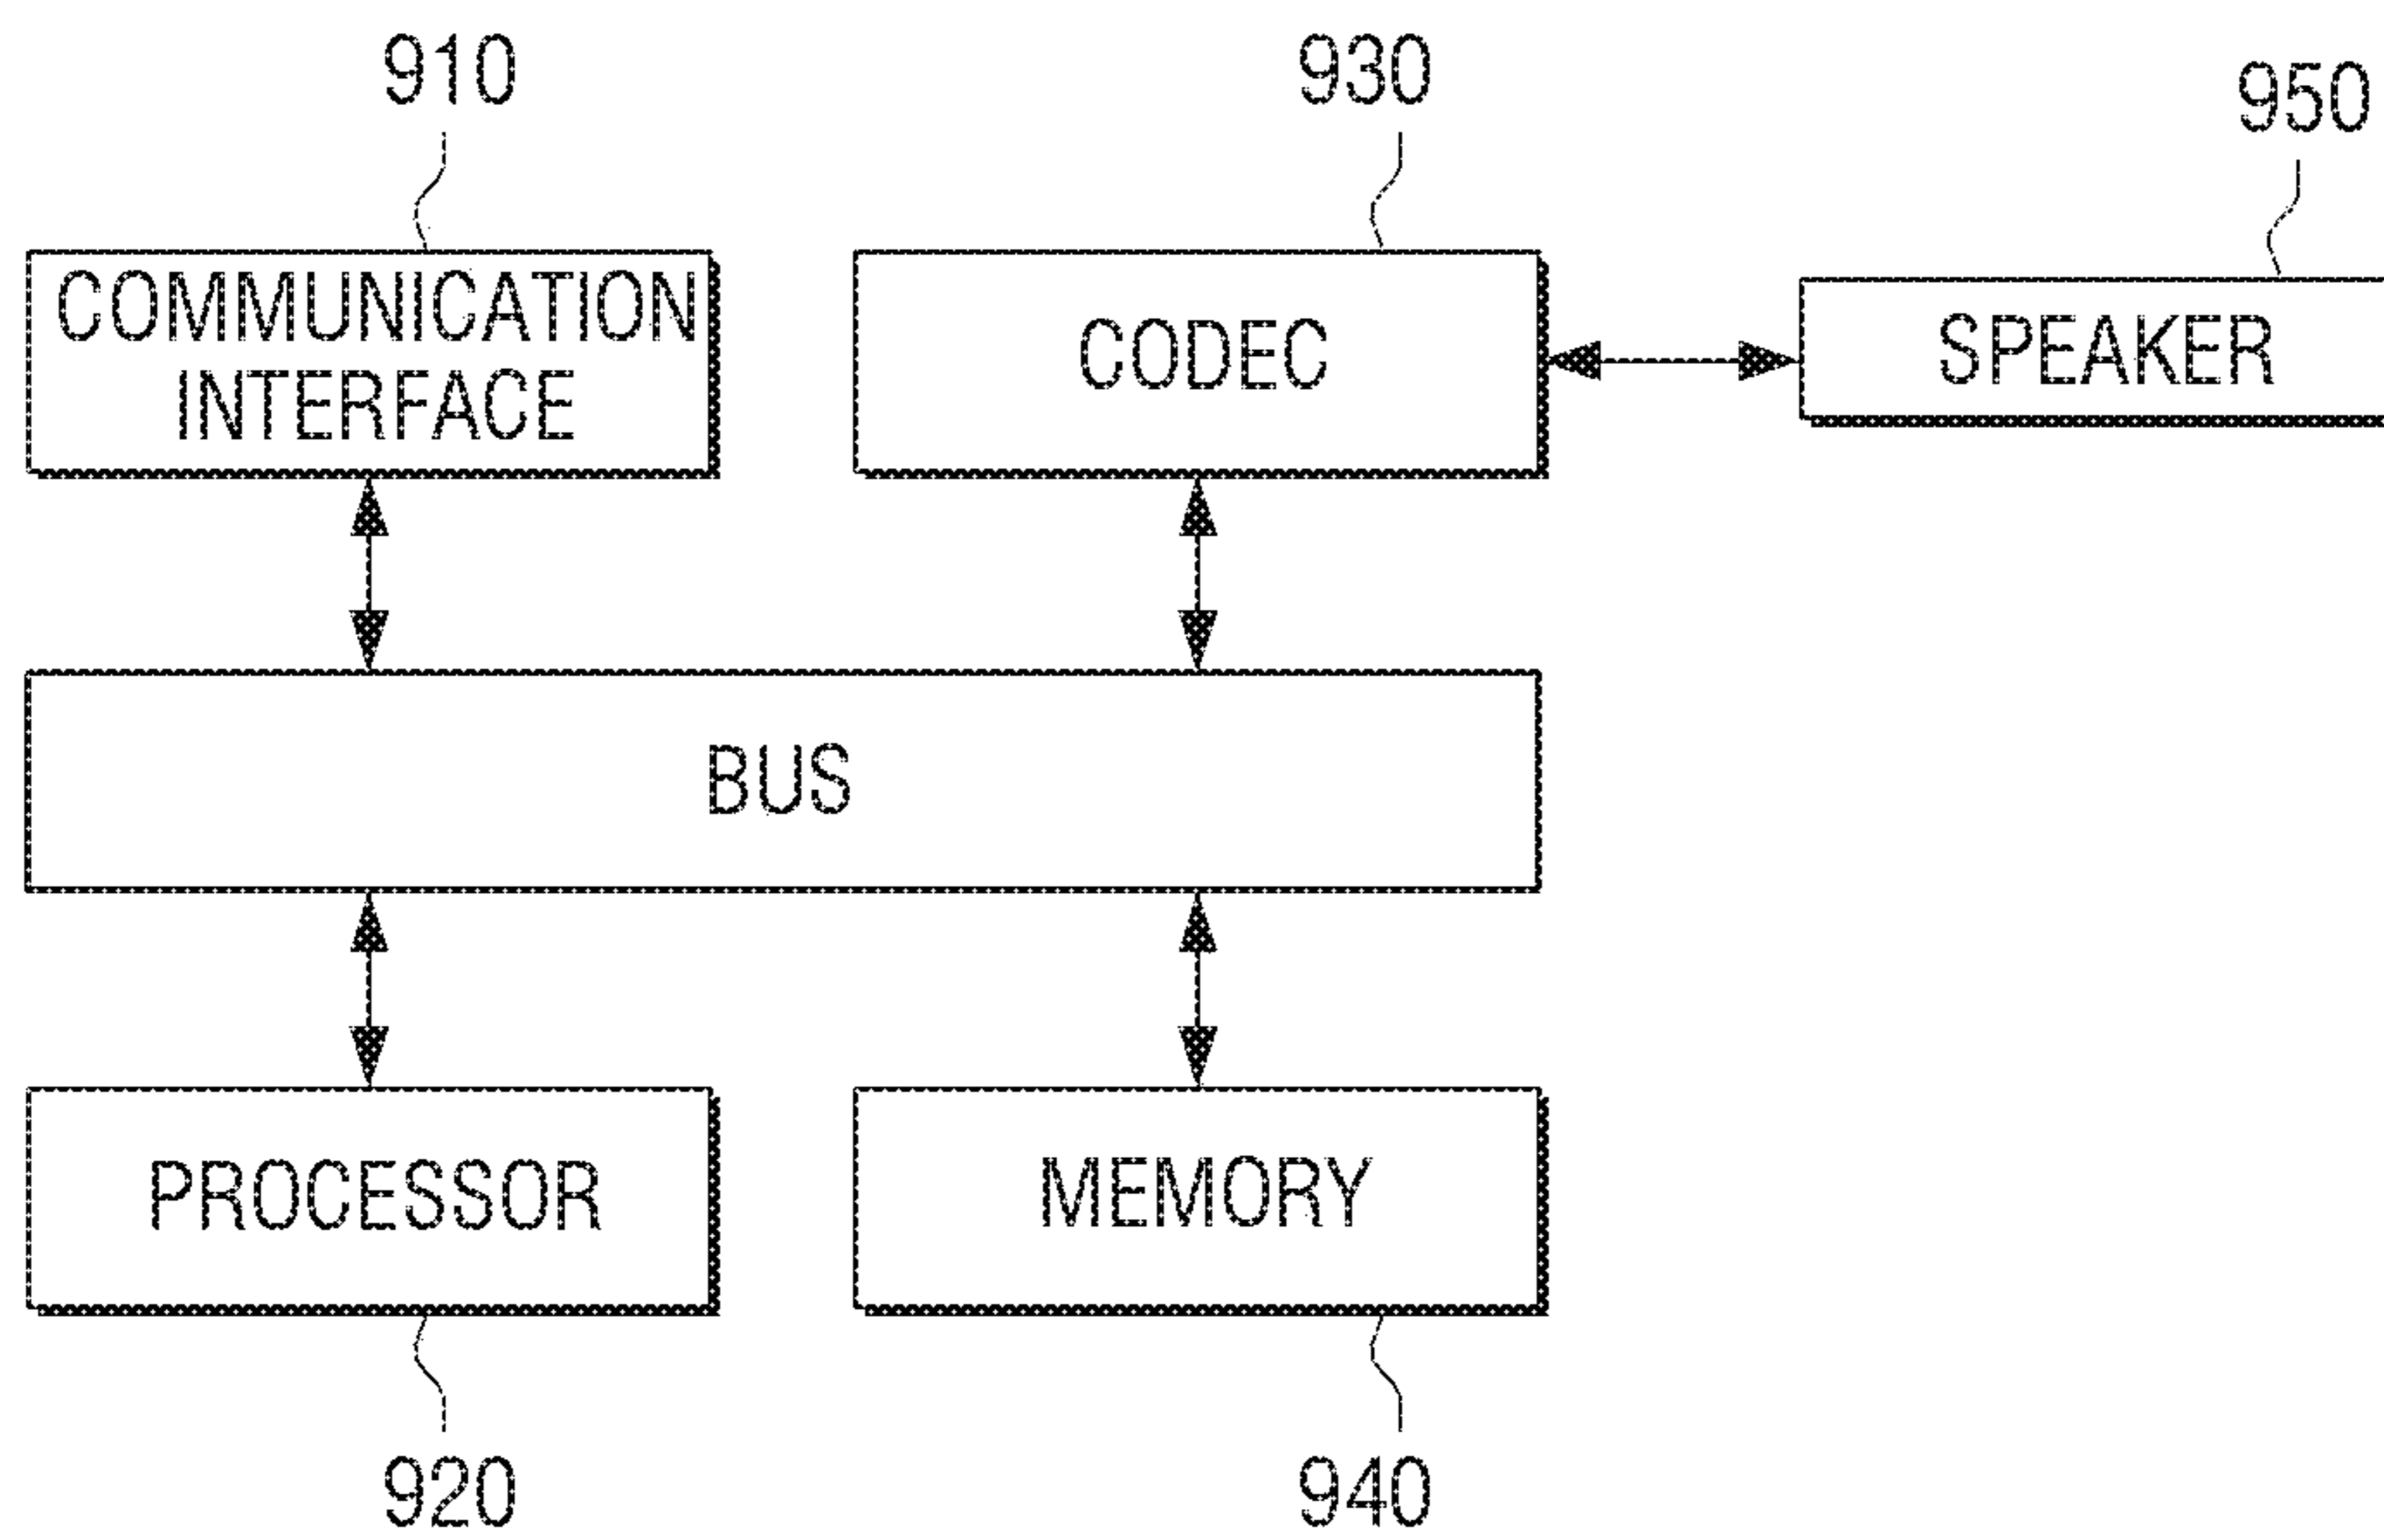 910
930
950
COMMUNICATION
INTERFACE
CODEC
SPEAKER
BUS
PROCESSOR
MEMORY
920
940